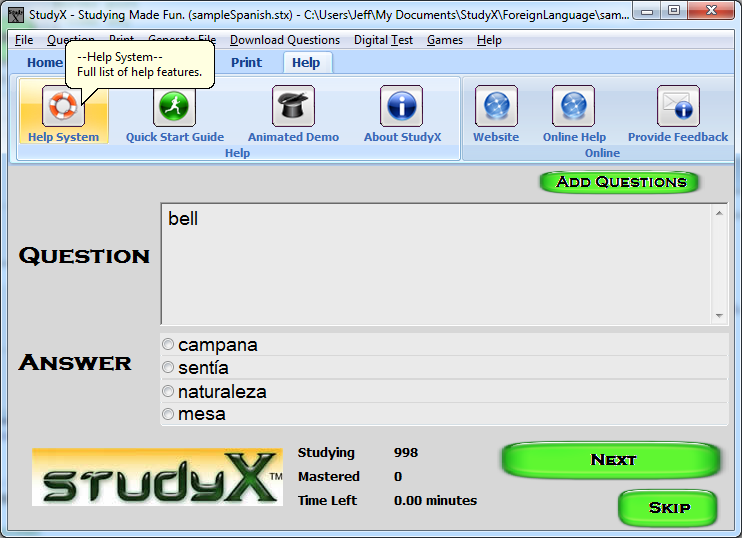 StudyX - Studying Made Fun. (sampleSpanish.stx) - C:\Users\Jeff\My Documents\StudyX\ForeignLanguage\sam...
File Question Print Generate File Download Questions Digital Test Games Help
Home Print Help
--Help System--
Full list of help features.
Help System Quick Start Guide Animated Demo About StudyX Website Online Help Provide Feedback
Help Online
ADD QUESTIONS
QUESTION
bell
ANSWER
campana
sentía
naturaleza
mesa
studyX™
Studying 998
Mastered 0
Time Left 0.00 minutes
NEXT
SKIP